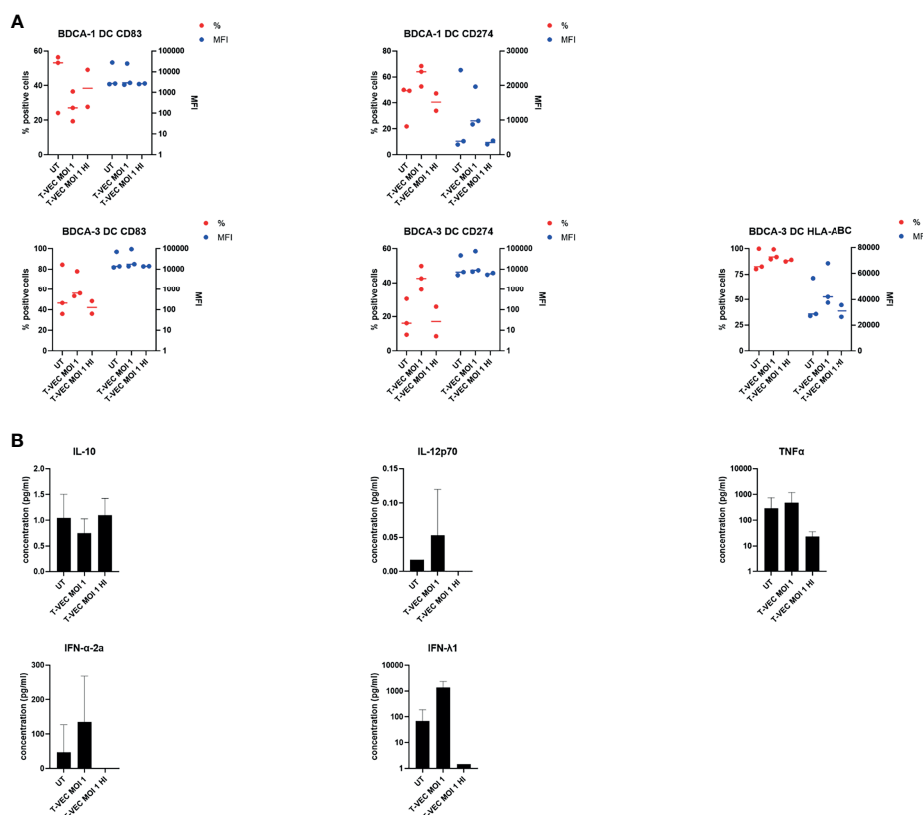 A
BDCA-1 DC CD83
%
MFI
60
40
20
0
% positive cells
100000
10000
1000
100
10
1
MFI
UT
T-VEC MOI 1
T-VEC MOI 1 HI
UT
T-VEC MOI 1
T-VEC MOI 1 HI
BDCA-1 DC CD274
%
MFI
80
60
40
20
0
% positive cells
30000
20000
10000
0
MFI
UT
T-VEC MOI 1
T-VEC MOI 1 HI
UT
T-VEC MOI 1
T-VEC MOI 1 HI
BDCA-3 DC CD83
%
MFI
100
80
60
40
20
0
% positive cells
100000
10000
1000
100
10
1
MFI
UT
T-VEC MOI 1
T-VEC MOI 1 HI
UT
T-VEC MOI 1
T-VEC MOI 1 HI
BDCA-3 DC CD274
%
MFI
60
40
20
0
% positive cells
100000
10000
1000
100
10
1
MFI
UT
T-VEC MOI 1
T-VEC MOI 1 HI
UT
T-VEC MOI 1
T-VEC MOI 1 HI
BDCA-3 DC HLA-ABC
%
MFI
100
75
50
25
0
% positive cells
80000
60000
40000
20000
MFI
UT
T-VEC MOI 1
T-VEC MOI 1 HI
UT
T-VEC MOI 1
T-VEC MOI 1 HI
B
IL-10
2.0
1.5
1.0
0.5
0.0
concentration (pg/ml)
UT
T-VEC MOI 1
T-VEC MOI 1 HI
IL-12p70
0.15
0.10
0.05
0.00
concentration (pg/ml)
UT
T-VEC MOI 1
T-VEC MOI 1 HI
TNFα
10000
1000
100
10
1
concentration (pg/ml)
UT
T-VEC MOI 1
T-VEC MOI 1 HI
IFN-α-2a
300
200
100
0
concentration (pg/ml)
UT
T-VEC MOI 1
T-VEC MOI 1 HI
IFN-λ1
10000
1000
100
10
1
concentration (pg/ml)
UT
T-VEC MOI 1
T-VEC MOI 1 HI